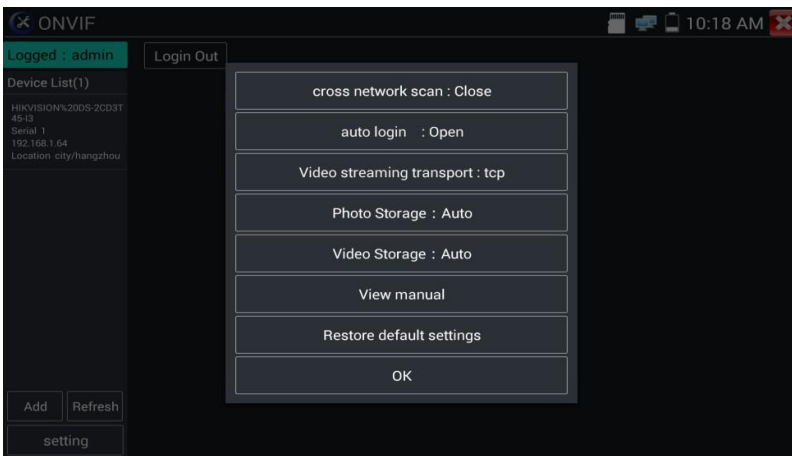 ONVIF
10:18 AM
Logged : admin
Login Out
Device List(1)
HIKVISION%20DS-2CD3T
45-I3
Serial 1
192.168.1.64
Location city/hangzhou
cross network scan : Close
auto login : Open
Video streaming transport : tcp
Photo Storage : Auto
Video Storage : Auto
View manual
Restore default settings
OK
Add
Refresh
setting